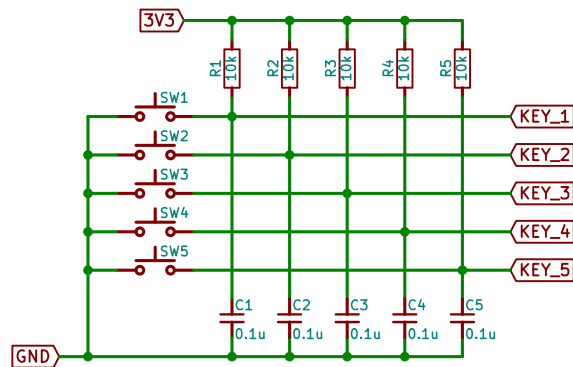 3V3
R1 10k R2 10k R3 10k R4 10k R5 10k
SW1 KEY_1
SW2 KEY_2
SW3 KEY_3
SW4 KEY_4
SW5 KEY_5
C1 C2 C3 C4 C5
0.1u 0.1u 0.1u 0.1u 0.1u
GND